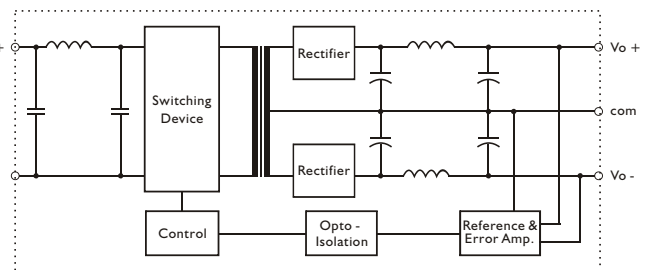 +
Rectifier
Vo +
Switching
Device
com
Rectifier
Vo -
Control
Opto -
Isolation
Reference &
Error Amp.